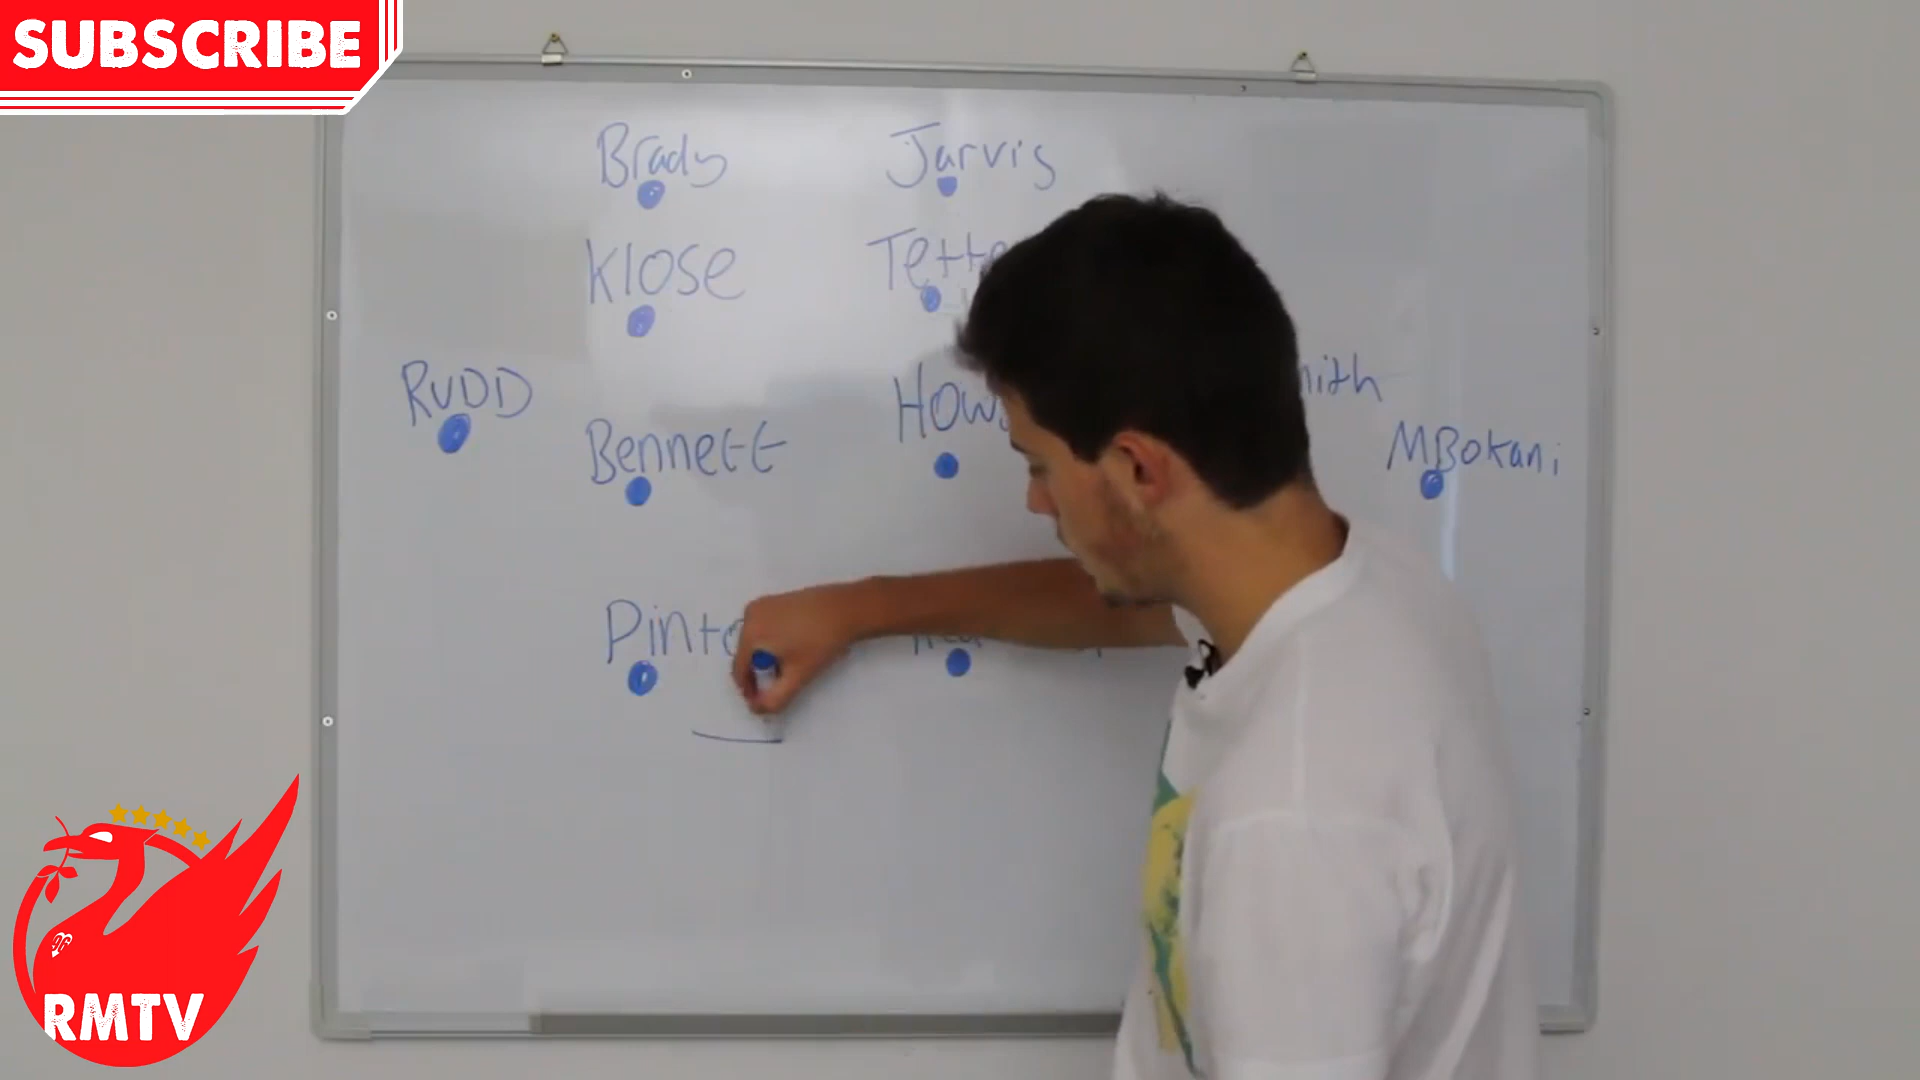 SUBSCRIBE
Brady
Jarvis
Klose
Tette
RUDD
Bennett
How
mith
MBokani
Pinto
RMTV